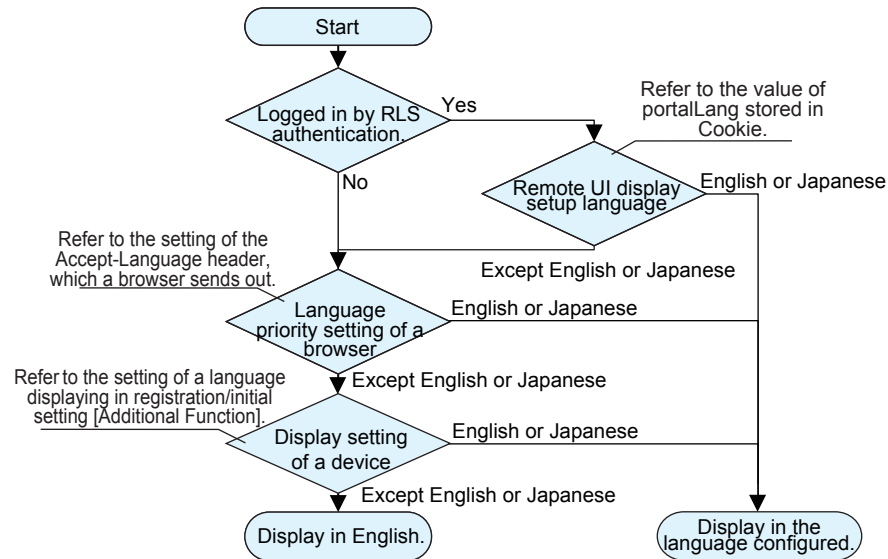 Start
Logged in by RLS
authentication.
Yes
Refer to the value of
portalLang stored in
Cookie.
No
Remote UI display
setup language
English or Japanese
Refer to the setting of the
Accept-Language header,
which a browser sends out.
Except English or Japanese
Language
priority setting of a
browser
English or Japanese
Except English or Japanese
Refer to the setting of a language
displaying in registration/initial
setting [Additional Function].
Display setting
of a device
English or Japanese
Except English or Japanese
Display in English.
Display in the
language configured.